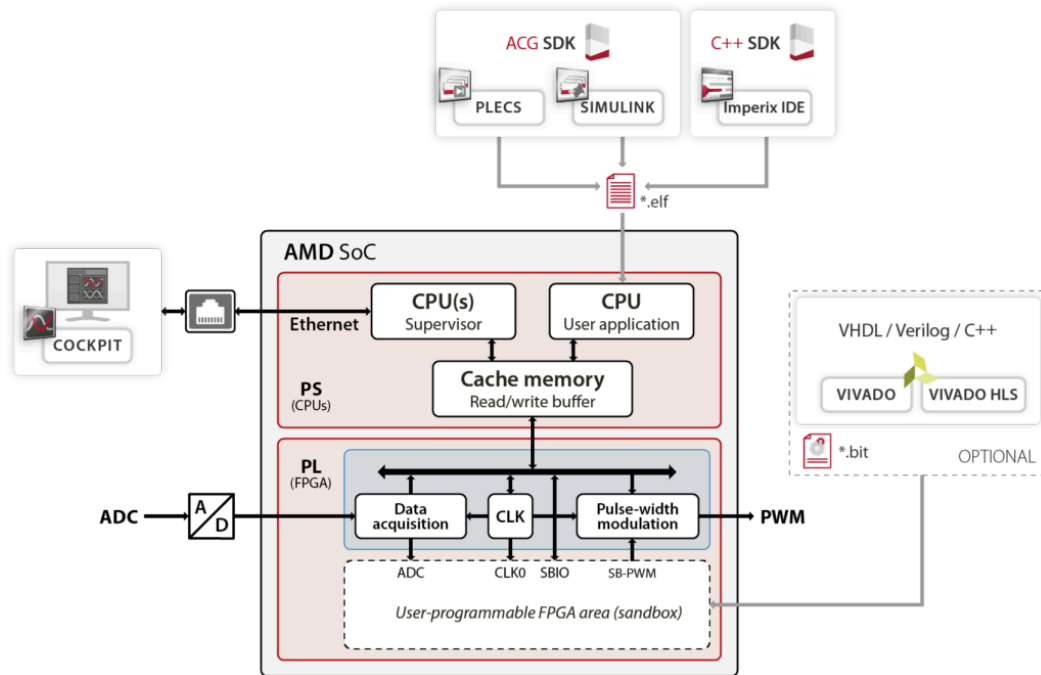 ACG SDK
PLECS
SIMULINK
C++ SDK
Imperix IDE
*.elf
AMD SoC
COCKPIT
Ethernet
CPU(s)
Supervisor
CPU
User application
Cache memory
Read/write buffer
PS
(CPUs)
VHDL / Verilog / C++
VIVADO
VIVADO HLS
*.bit
OPTIONAL
PL
(FPGA)
ADC
A
D
Data
acquisition
CLK
Pulse-width
modulation
PWM
ADC
CLK0
SBIO
SB-PWM
User-programmable FPGA area (sandbox)